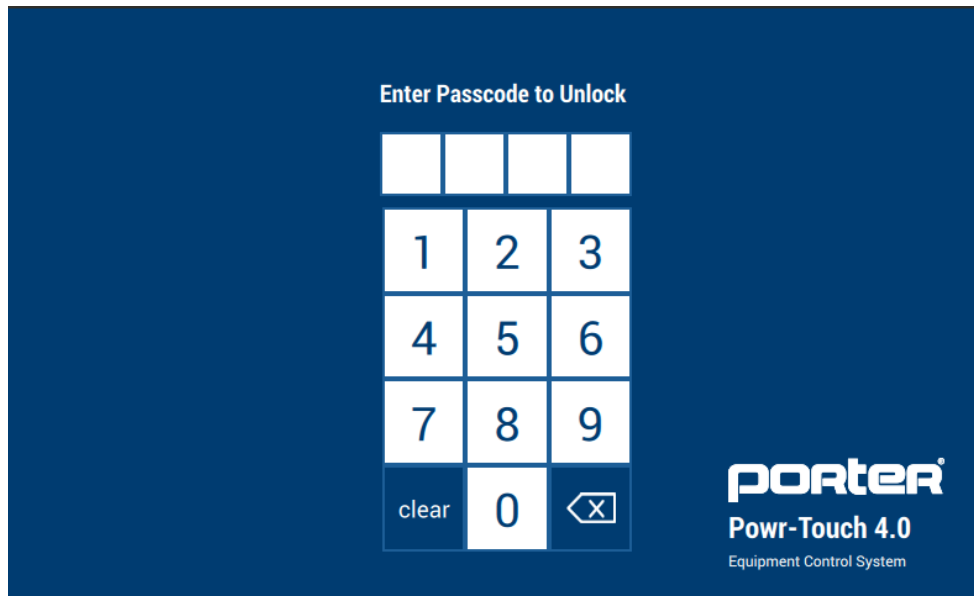 Enter Passcode to Unlock
1 2 3
4 5 6
7 8 9
clear 0
PORTER®
Powr-Touch 4.0
Equipment Control System